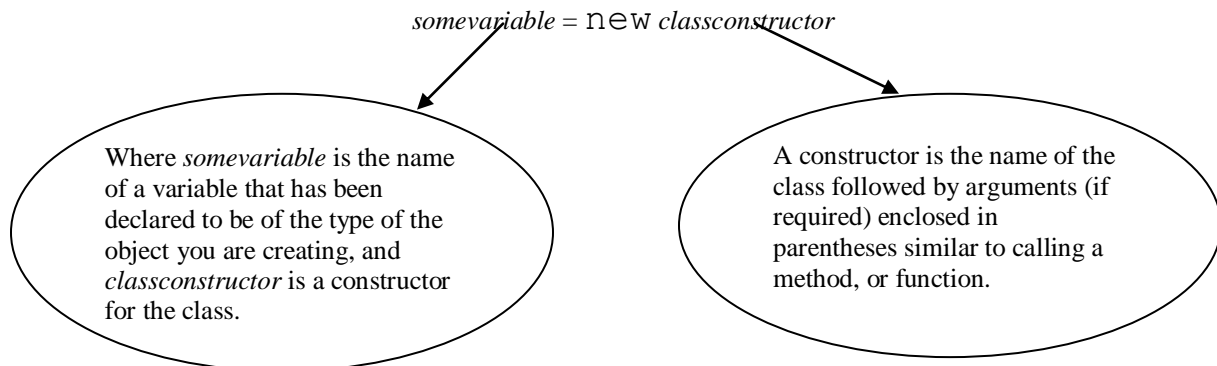 somevariable = new classconstructor
Where somevariable is the name
of a variable that has been
declared to be of the type of the
object you are creating, and
classconstructor is a constructor
for the class.
A constructor is the name of the
class followed by arguments (if
required) enclosed in
parentheses similar to calling a
method, or function.